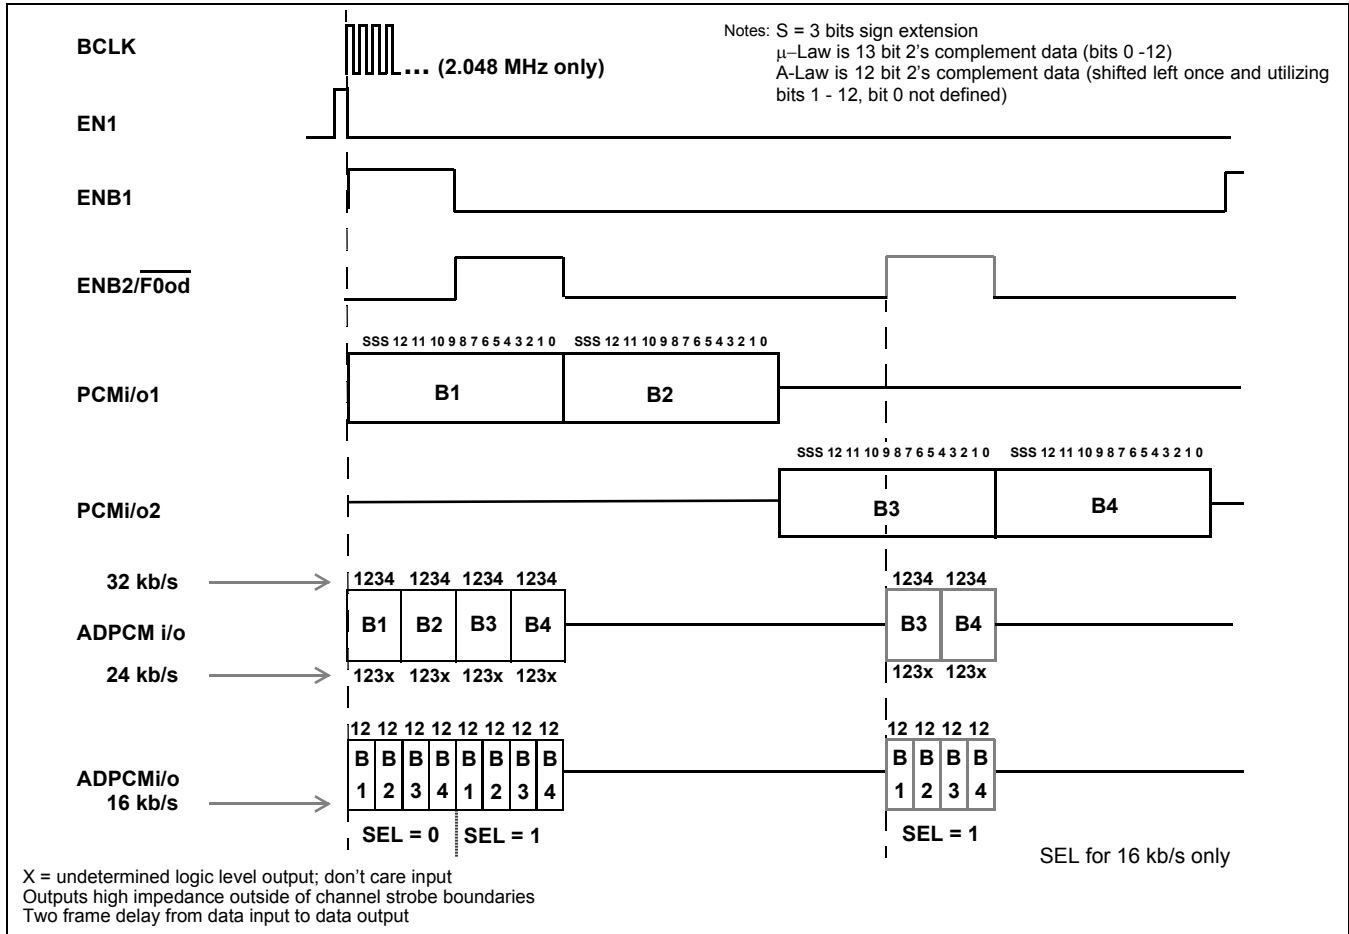 BCLK
... (2.048 MHz only)
Notes: S = 3 bits sign extension
μ–Law is 13 bit 2's complement data (bits 0 -12)
A-Law is 12 bit 2's complement data (shifted left once and utilizing
bits 1 - 12, bit 0 not defined)
EN1
ENB1
ENB2/F0od
SSS 12 11 10 9 8 7 6 5 4 3 2 1 0 SSS 12 11 10 9 8 7 6 5 4 3 2 1 0
PCMi/o1 B1 B2
SSS 12 11 10 9 8 7 6 5 4 3 2 1 0 SSS 12 11 10 9 8 7 6 5 4 3 2 1 0
PCMi/o2 B3 B4
32 kb/s 1234 1234 1234 1234 1234 1234
ADPCM i/o B1 B2 B3 B4 B3 B4
24 kb/s 123x 123x 123x 123x 123x 123x
12 12 12 12 12 12 12 12 12 12 12 12
B B B B B B B B B B B B
ADPCMi/o
1 2 3 4 1 2 3 4 1 2 3 4
16 kb/s
SEL = 0 SEL = 1 SEL = 1
SEL for 16 kb/s only
X = undetermined logic level output; don't care input
Outputs high impedance outside of channel strobe boundaries
Two frame delay from data input to data output